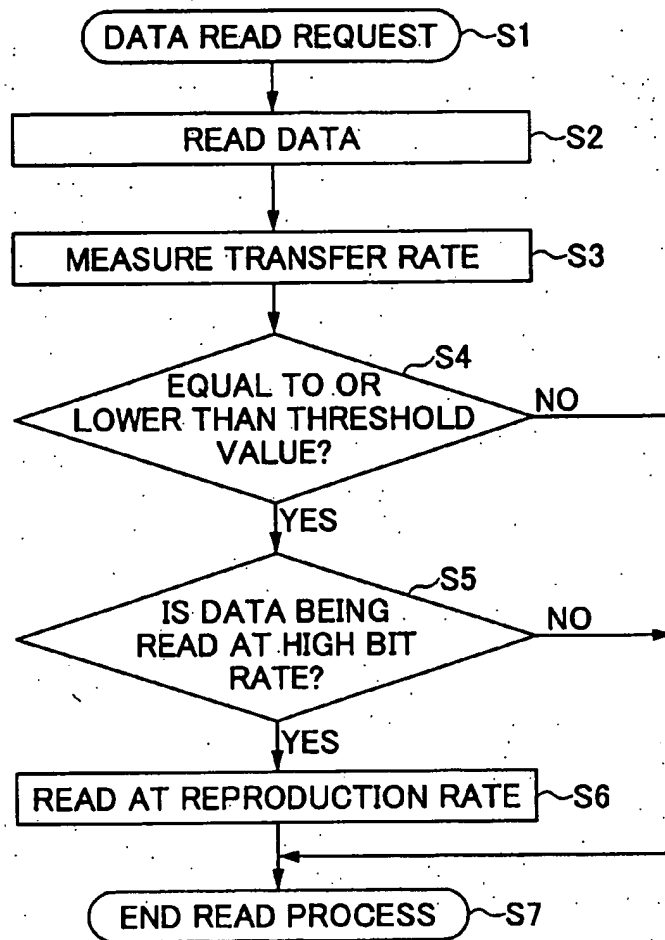 DATA READ REQUEST S1
READ DATA S2
MEASURE TRANSFER RATE S3
S4
EQUAL TO OR
LOWER THAN THRESHOLD
VALUE?
NO
YES
S5
IS DATA BEING
READ AT HIGH BIT
RATE?
NO
YES
READ AT REPRODUCTION RATE S6
END READ PROCESS S7